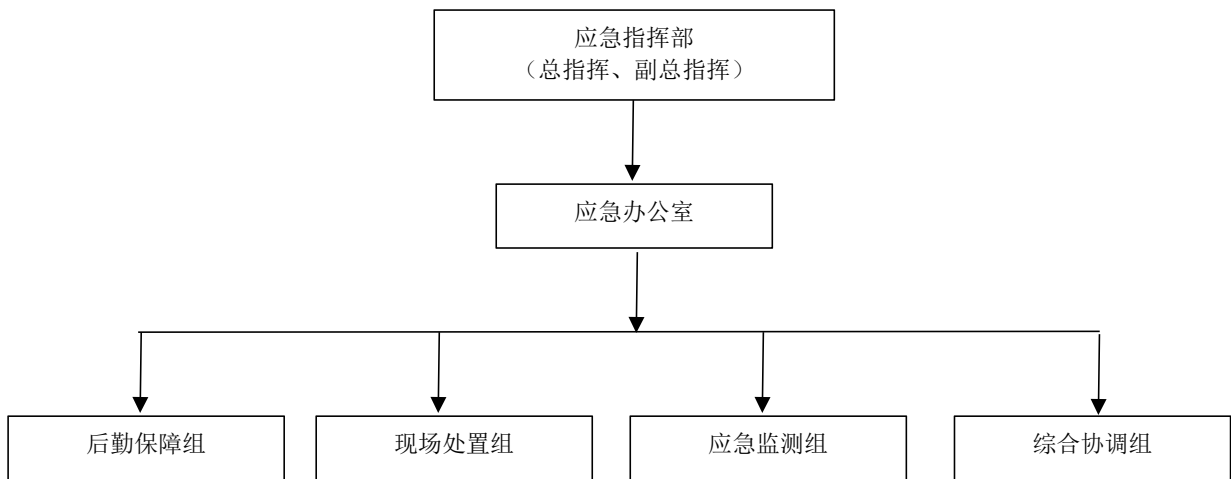 应急指挥部
（总指挥、副总指挥）
应急办公室
后勤保障组
现场处置组
应急监测组
综合协调组